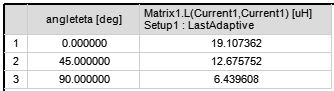 angleteta [deg] Matrix1.L(Current1,Current1) [uH]
Setup1 : LastAdaptive
1 0.000000 19.107362
2 45.000000 12.675752
3 90.000000 6.439608